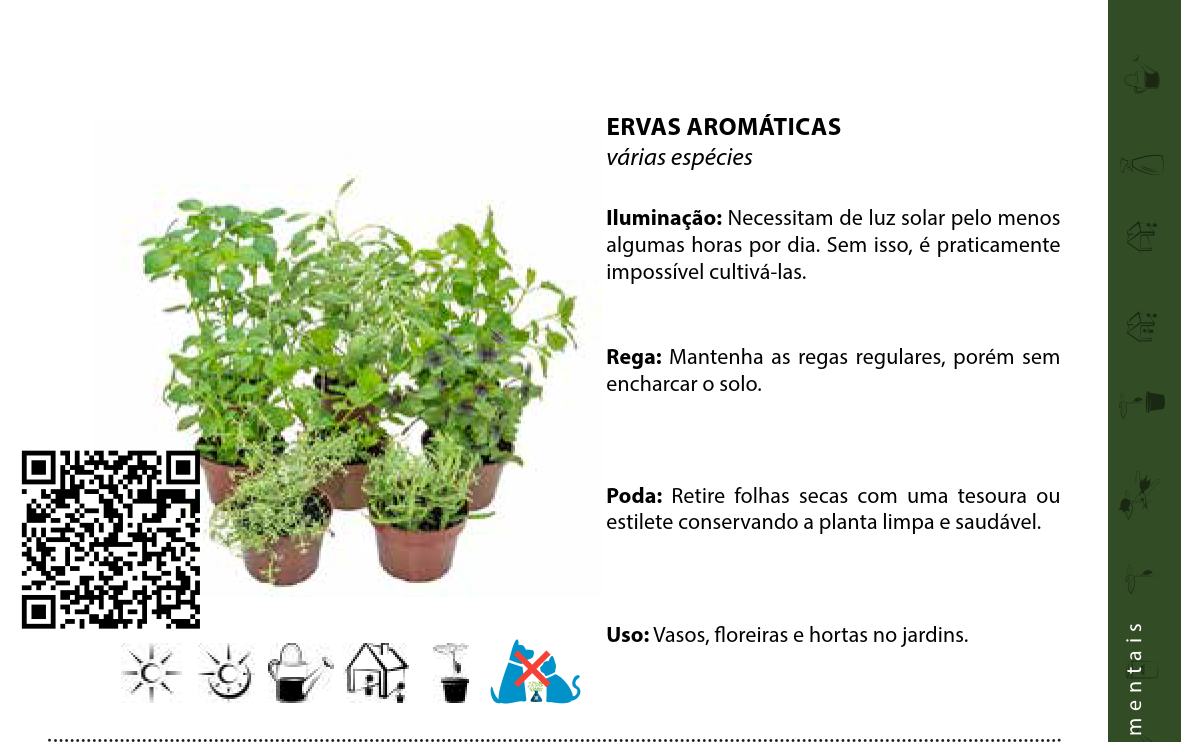 ERVAS AROMÁTICAS
várias espécies
Iluminação: Necessitam de luz solar pelo menos
algumas horas por dia. Sem isso, é praticamente
impossível cultivá-las.
Rega: Mantenha as regas regulares, porém sem
encharcar o solo.
Poda: Retire folhas secas com uma tesoura ou
estilete conservando a planta limpa e saudável.
Uso: Vasos, floreiras e hortas no jardins.
mentais